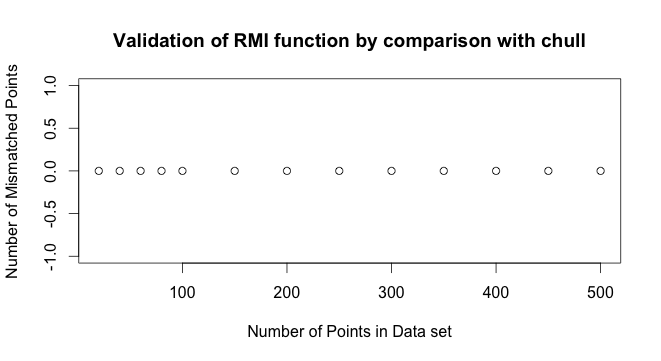 Validation of RMI function by comparison with chull
Number of Mismatched Points
1.0
0.5
0.0
-0.5
-1.0
100 200 300 400 500
Number of Points in Data set